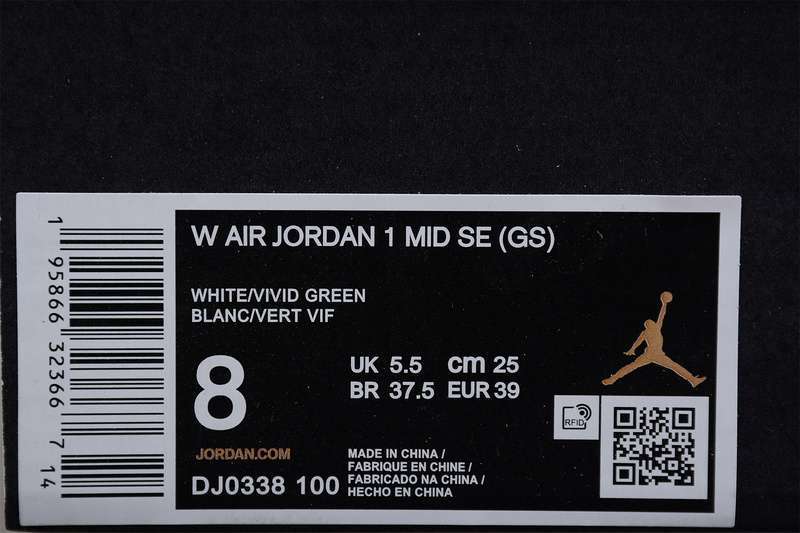 W AIR JORDAN 1 MID SE (GS)
WHITE/VIVID GREEN
BLANC/VERT VIF
8
UK 5.5 cm 25
BR 37.5 EUR 39
JORDAN.COM
DJ0338 100
MADE IN CHINA /
FABRIQUE EN CHINE /
FABRICADO NA CHINA /
HECHO EN CHINA
RFID
1 95866 32366 7 14